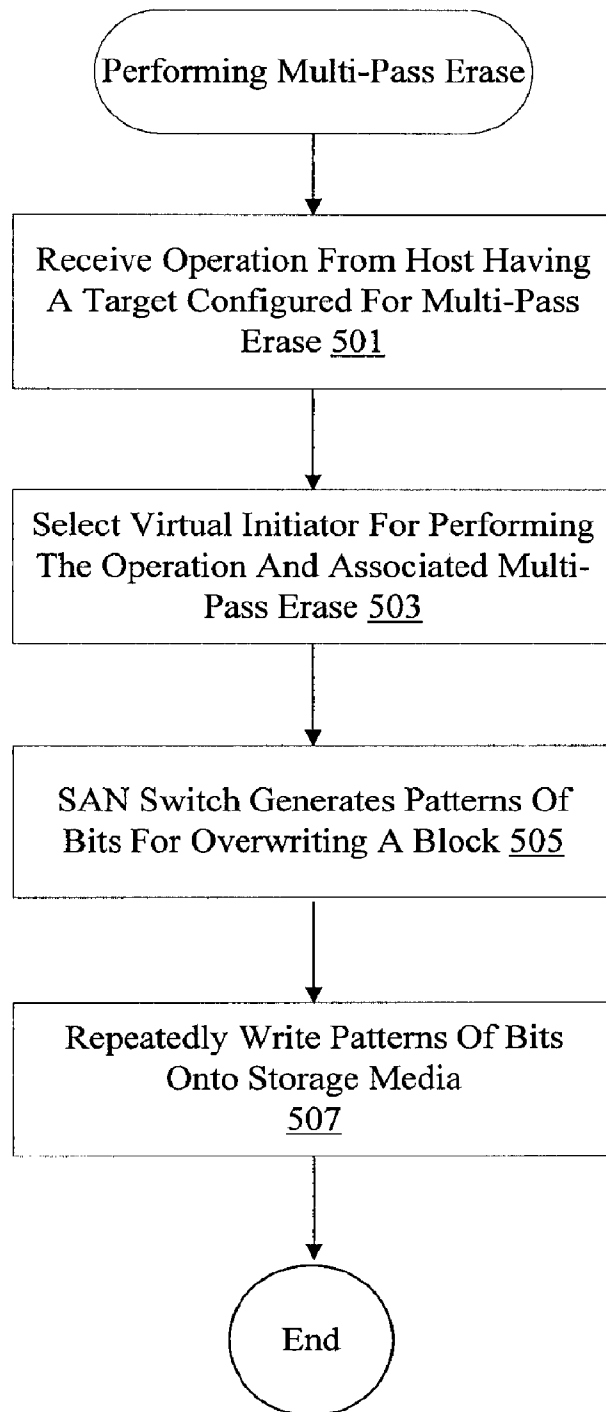 Performing Multi-Pass Erase
Receive Operation From Host Having
A Target Configured For Multi-Pass
Erase 501
Select Virtual Initiator For Performing
The Operation And Associated Multi-
Pass Erase 503
SAN Switch Generates Patterns Of
Bits For Overwriting A Block 505
Repeatedly Write Patterns Of Bits
Onto Storage Media
507
End